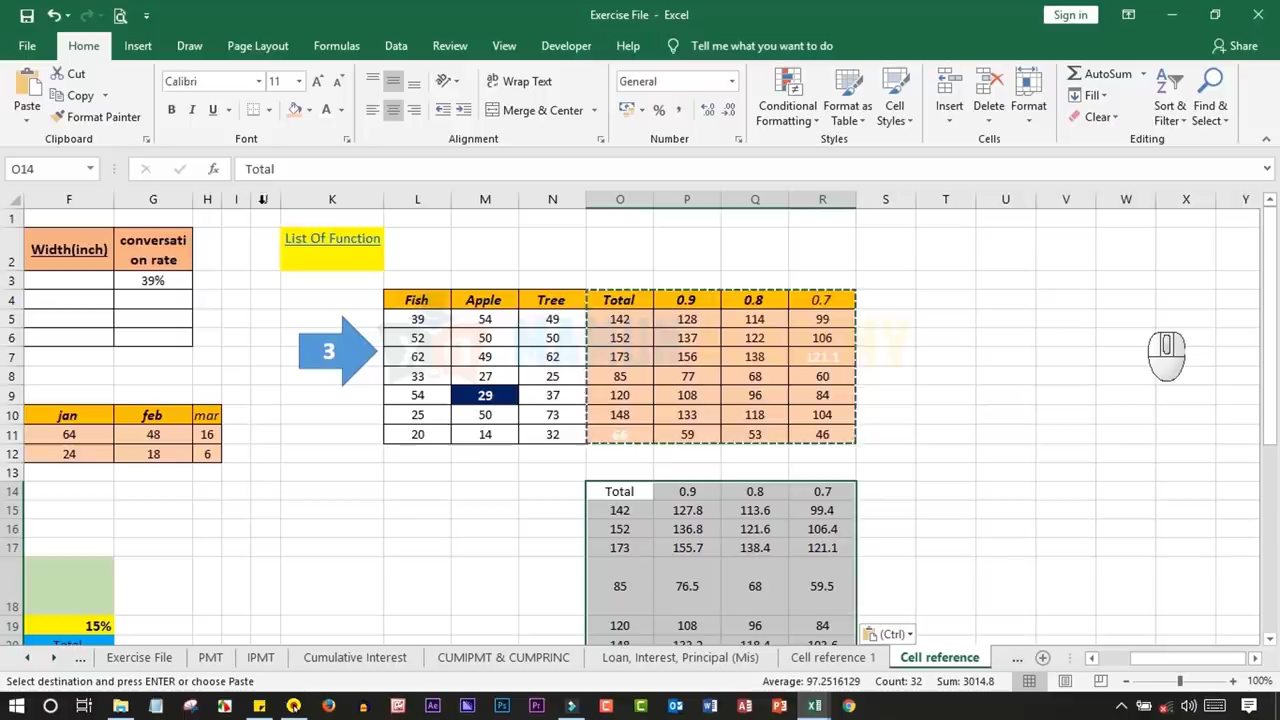 Exercise File - Excel
Sign in
File Home Insert Draw Page Layout Formulas Data Review View Developer Help Tell me what you want to do Share
Paste
Cut
Copy
Format Painter
Clipboard
Calibri 11
B I U
Font
Wrap Text
Merge & Center
Alignment
General
%
Number
Conditional Formatting
Format as Table
Cell Styles
Styles
Insert
Delete
Format
Cells
AutoSum
Fill
Clear
Sort & Filter
Find & Select
Editing
O14 fx Total
F G H I J K L M N O P Q R S T U V W X Y
1
2 Width(inch) conversati on rate List Of Function
3 39%
4 Fish Apple Tree Total 0.9 0.8 0.7
5 39 54 49 142 128 114 99
6 52 50 50 152 137 122 106
7 3 62 49 62 173 156 138 121.1
8 33 27 25 85 77 68 60
9 54 29 37 120 108 96 84
10 jan feb mar 25 50 73 148 133 118 104
11 64 48 16 20 14 32 66 59 53 46
12 24 18 6
13
14 Total 0.9 0.8 0.7
15 142 127.8 113.6 99.4
16 152 136.8 121.6 106.4
17 173 155.7 138.4 121.1
18 85 76.5 68 59.5
19 15% 120 108 96 84
(Ctrl)
... Exercise File PMT IPMT Cumulative Interest CUMIPMT & CUMPRINC Loan, Interest, Principal (Mis) Cell reference 1 Cell reference ...
Select destination and press ENTER or choose Paste Average: 97.2516129 Count: 32 Sum: 3014.8 100%